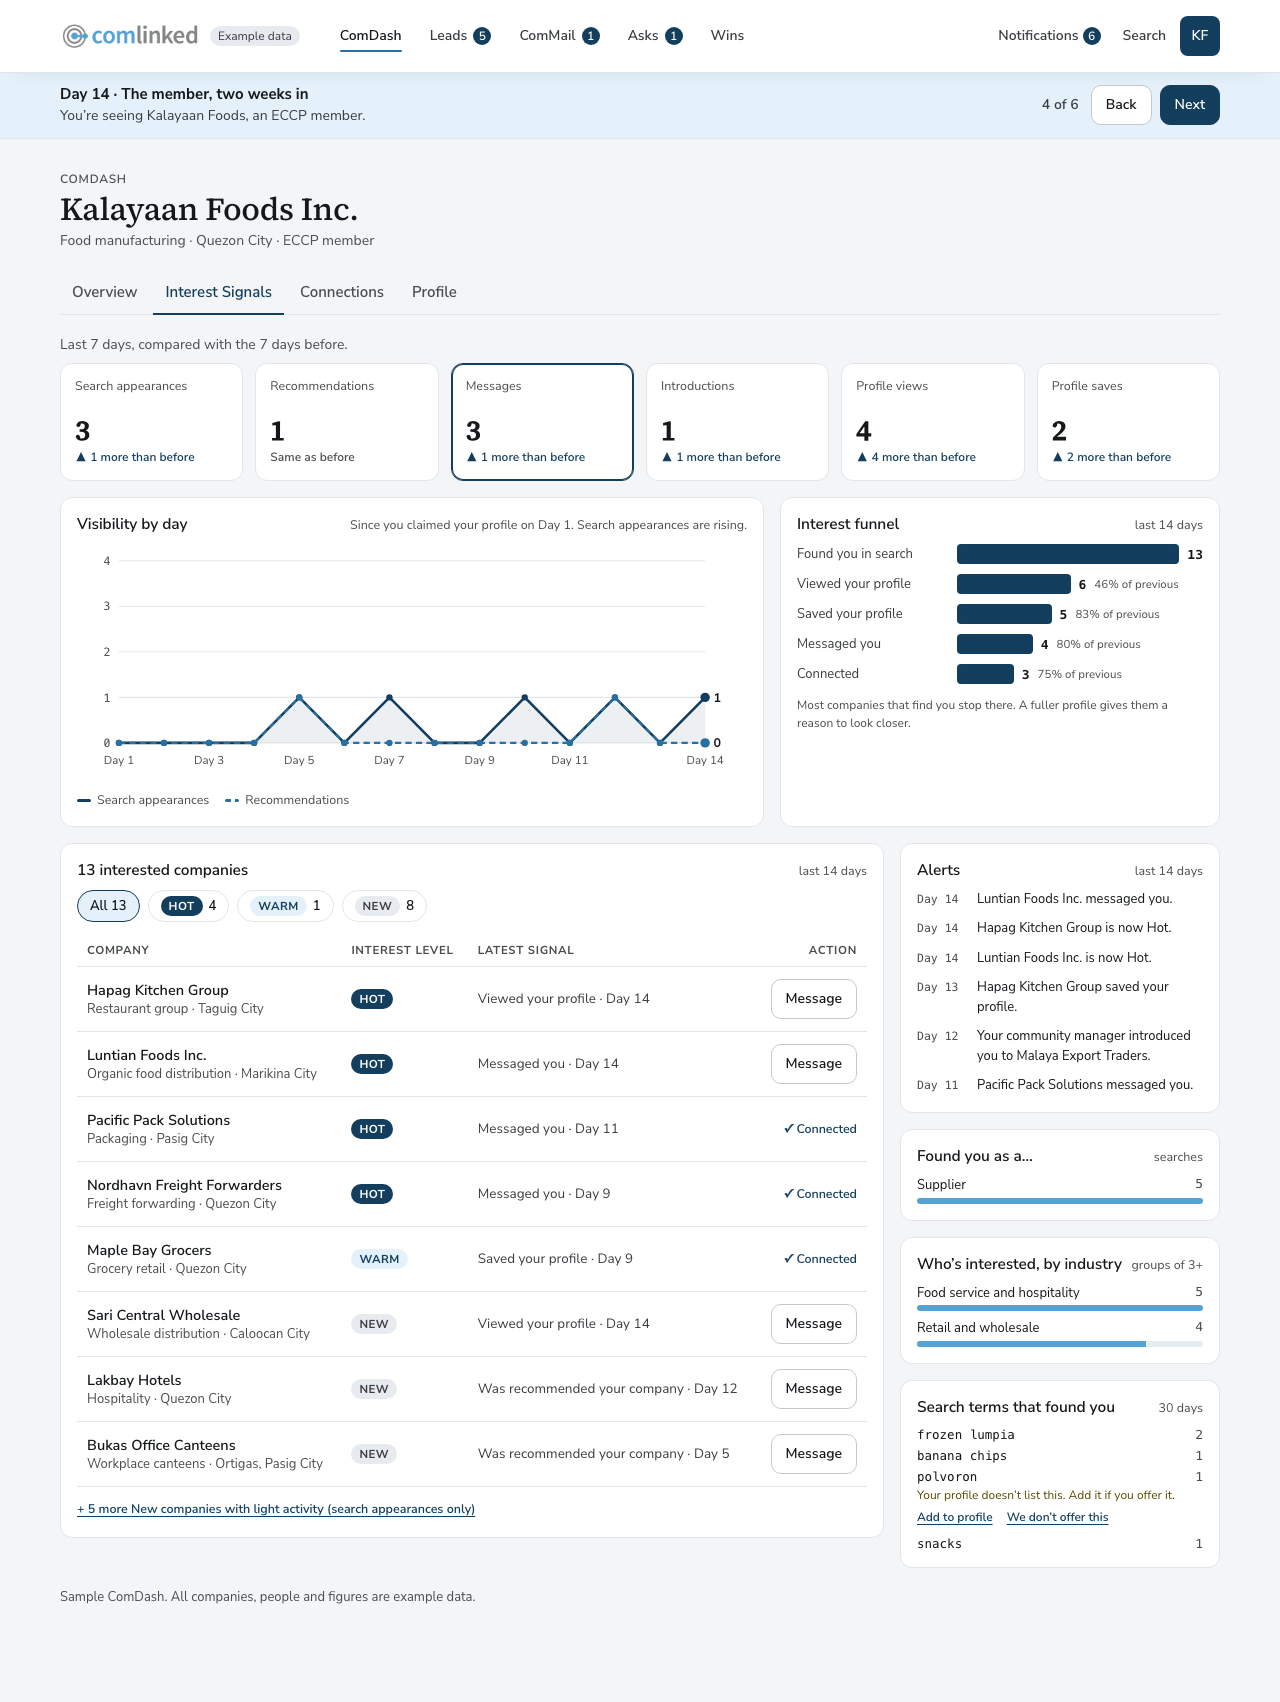 comlinked
Example data
ComDash
Leads 5
ComMail 1
Asks 1
Wins
Notifications 6
Search
KF
Day 14 · The member, two weeks in
You’re seeing Kalayaan Foods, an ECCP member.
4 of 6
Back
Next
COMDASH
Kalayaan Foods Inc.
Food manufacturing · Quezon City · ECCP member
Overview
Interest Signals
Connections
Profile
Last 7 days, compared with the 7 days before.
Search appearances
3
▲ 1 more than before
Recommendations
1
Same as before
Messages
3
▲ 1 more than before
Introductions
1
▲ 1 more than before
Profile views
4
▲ 4 more than before
Profile saves
2
▲ 2 more than before
Visibility by day
Since you claimed your profile on Day 1. Search appearances are rising.
4
3
2
1
0
1
0
Day 1
Day 3
Day 5
Day 7
Day 9
Day 11
Day 14
Search appearances
Recommendations
Interest funnel
last 14 days
Found you in search 13
Viewed your profile 6 46% of previous
Saved your profile 5 83% of previous
Messaged you 4 80% of previous
Connected 3 75% of previous
Most companies that find you stop there. A fuller profile gives them a
reason to look closer.
13 interested companies
last 14 days
All 13
HOT 4
WARM 1
NEW 8
COMPANY INTEREST LEVEL LATEST SIGNAL ACTION
Hapag Kitchen Group
Restaurant group · Taguig City
HOT
Viewed your profile · Day 14
Message
Luntian Foods Inc.
Organic food distribution · Marikina City
HOT
Messaged you · Day 14
Message
Pacific Pack Solutions
Packaging · Pasig City
HOT
Messaged you · Day 11
✓ Connected
Nordhavn Freight Forwarders
Freight forwarding · Quezon City
HOT
Messaged you · Day 9
✓ Connected
Maple Bay Grocers
Grocery retail · Quezon City
WARM
Saved your profile · Day 9
✓ Connected
Sari Central Wholesale
Wholesale distribution · Caloocan City
NEW
Viewed your profile · Day 14
Message
Lakbay Hotels
Hospitality · Quezon City
NEW
Was recommended your company · Day 12
Message
Bukas Office Canteens
Workplace canteens · Ortigas, Pasig City
NEW
Was recommended your company · Day 5
Message
+ 5 more New companies with light activity (search appearances only)
Alerts
last 14 days
Day 14 Luntian Foods Inc. messaged you.
Day 14 Hapag Kitchen Group is now Hot.
Day 14 Luntian Foods Inc. is now Hot.
Day 13 Hapag Kitchen Group saved your
profile.
Day 12 Your community manager introduced
you to Malaya Export Traders.
Day 11 Pacific Pack Solutions messaged you.
Found you as a…
searches
Supplier 5
Who’s interested, by industry
groups of 3+
Food service and hospitality 5
Retail and wholesale 4
Search terms that found you
30 days
frozen lumpia 2
banana chips 1
polvoron 1
Your profile doesn’t list this. Add it if you offer it.
Add to profile
We don’t offer this
snacks 1
Sample ComDash. All companies, people and figures are example data.